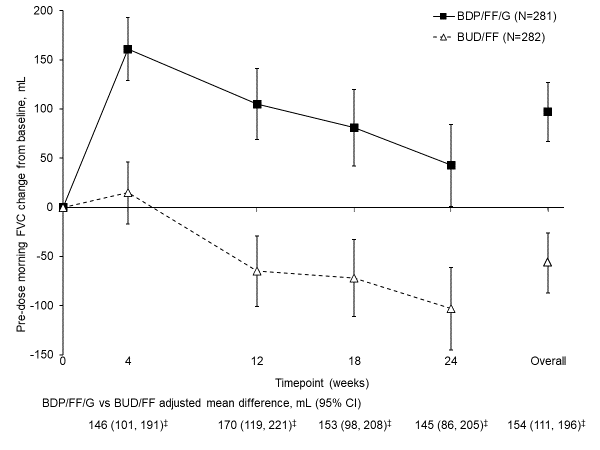 200
BDP/FF/G (N=281)
BUD/FF (N=282)
150
100
50
0
-50
-100
-150
Pre-dose morning FVC change from baseline, mL
0 4 12 18 24 Overall
Timepoint (weeks)
BDP/FF/G vs BUD/FF adjusted mean difference, mL (95% CI)
146 (101, 191)‡ 170 (119, 221)‡ 153 (98, 208)‡ 145 (86, 205)‡ 154 (111, 196)‡